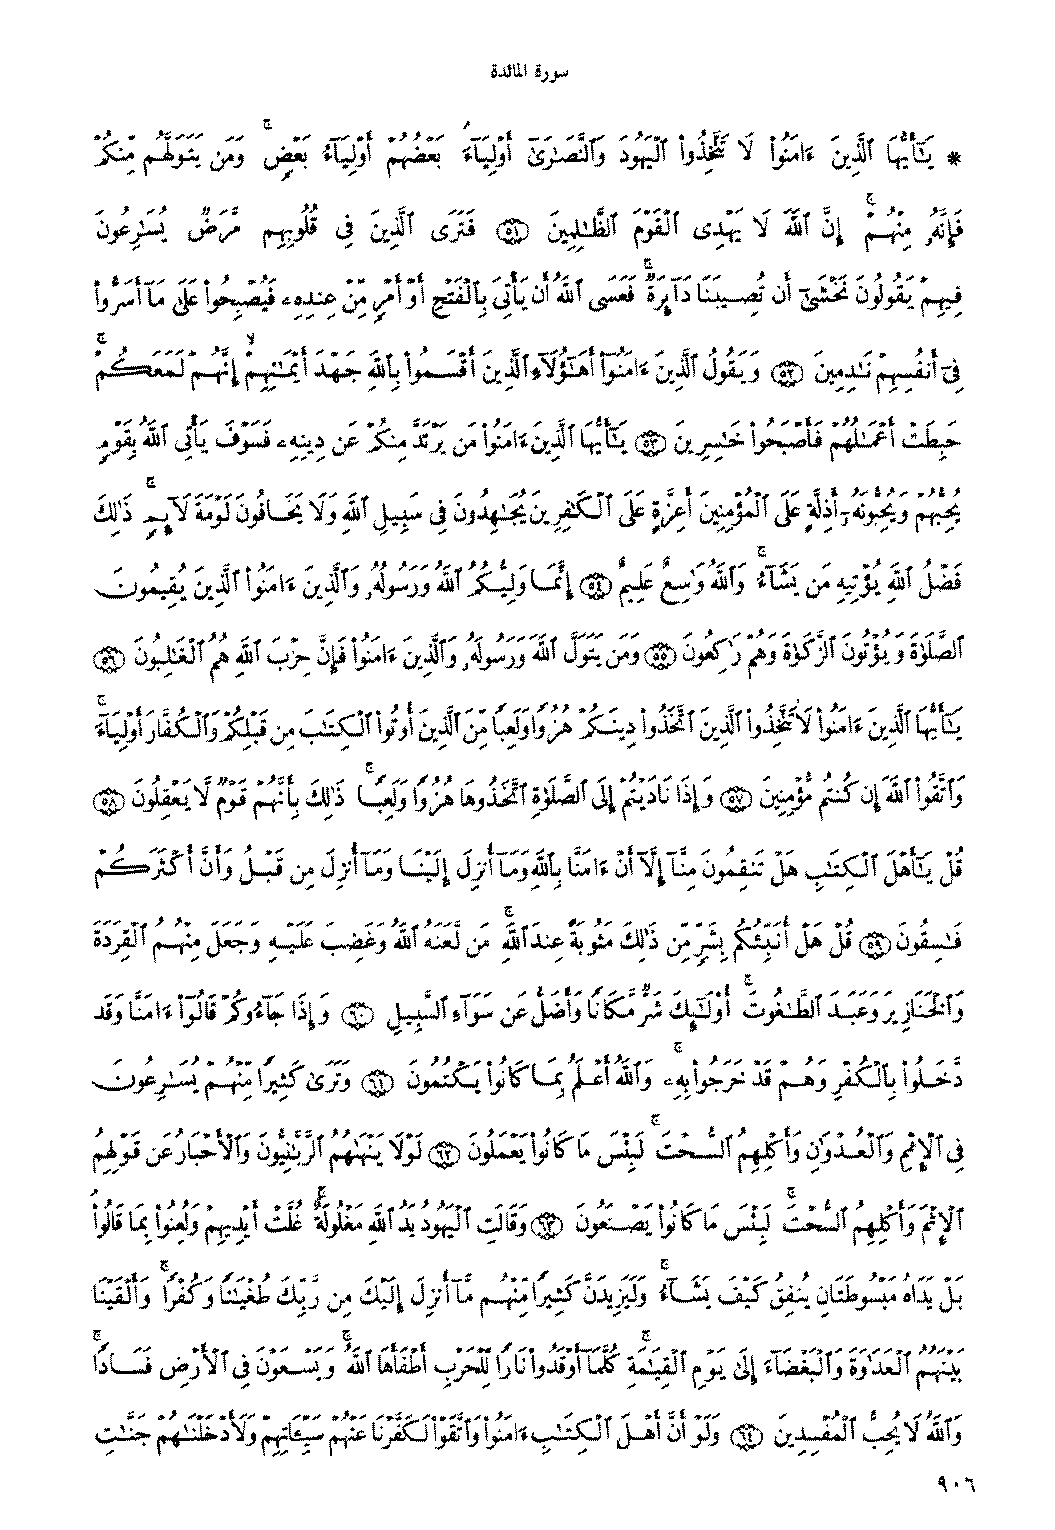 سورة المائدة
* يَـٰٓأَيُّهَا ٱلَّذِينَ ءَامَنُوا۟ لَا تَتَّخِذُوا۟ ٱلْيَهُودَ وَٱلنَّصَـٰرَىٰٓ أَوْلِيَآءَ ۘ بَعْضُهُمْ أَوْلِيَآءُ بَعْضٍ ۚ وَمَن يَتَوَلَّهُم مِّنكُمْ
فَإِنَّهُۥ مِنْهُمْ ۗ إِنَّ ٱللَّهَ لَا يَهْدِى ٱلْقَوْمَ ٱلظَّـٰلِمِينَ ﴿٥١﴾ فَتَرَى ٱلَّذِينَ فِى قُلُوبِهِم مَّرَضٌ يُسَـٰرِعُونَ
فِيهِمْ يَقُولُونَ نَخْشَىٰٓ أَن تُصِيبَنَا دَآئِرَةٌ ۚ فَعَسَى ٱللَّهُ أَن يَأْتِىَ بِٱلْفَتْحِ أَوْ أَمْرٍ مِّنْ عِندِهِۦ فَيُصْبِحُوا۟ عَلَىٰ مَآ أَسَرُّوا۟
فِىٓ أَنفُسِهِمْ نَـٰدِمِينَ ﴿٥٢﴾ وَيَقُولُ ٱلَّذِينَ ءَامَنُوٓا۟ أَهَـٰٓؤُلَآءِ ٱلَّذِينَ أَقْسَمُوا۟ بِٱللَّهِ جَهْدَ أَيْمَـٰنِهِمْ ۙ إِنَّهُمْ لَمَعَكُمْ ۚ
حَبِطَتْ أَعْمَـٰلُهُمْ فَأَصْبَحُوا۟ خَـٰسِرِينَ ﴿٥٣﴾ يَـٰٓأَيُّهَا ٱلَّذِينَ ءَامَنُوا۟ مَن يَرْتَدَّ مِنكُمْ عَن دِينِهِۦ فَسَوْفَ يَأْتِى ٱللَّهُ بِقَوْمٍ
يُحِبُّهُمْ وَيُحِبُّونَهُۥٓ أَذِلَّةٍ عَلَى ٱلْمُؤْمِنِينَ أَعِزَّةٍ عَلَى ٱلْكَـٰفِرِينَ يُجَـٰهِدُونَ فِى سَبِيلِ ٱللَّهِ وَلَا يَخَافُونَ لَوْمَةَ لَآئِمٍ ۚ ذَٰلِكَ
فَضْلُ ٱللَّهِ يُؤْتِيهِ مَن يَشَآءُ ۚ وَٱللَّهُ وَٰسِعٌ عَلِيمٌ ﴿٥٤﴾ إِنَّمَا وَلِيُّكُمُ ٱللَّهُ وَرَسُولُهُۥ وَٱلَّذِينَ ءَامَنُوا۟ ٱلَّذِينَ يُقِيمُونَ
ٱلصَّلَوٰةَ وَيُؤْتُونَ ٱلزَّكَوٰةَ وَهُمْ رَٰكِعُونَ ﴿٥٥﴾ وَمَن يَتَوَلَّ ٱللَّهَ وَرَسُولَهُۥ وَٱلَّذِينَ ءَامَنُوا۟ فَإِنَّ حِزْبَ ٱللَّهِ هُمُ ٱلْغَـٰلِبُونَ ﴿٥٦﴾
يَـٰٓأَيُّهَا ٱلَّذِينَ ءَامَنُوا۟ لَا تَتَّخِذُوا۟ ٱلَّذِينَ ٱتَّخَذُوا۟ دِينَكُمْ هُزُوًا وَلَعِبًا مِّنَ ٱلَّذِينَ أُوتُوا۟ ٱلْكِتَـٰبَ مِن قَبْلِكُمْ وَٱلْكُفَّارَ أَوْلِيَآءَ ۚ
وَٱتَّقُوا۟ ٱللَّهَ إِن كُنتُم مُّؤْمِنِينَ ﴿٥٧﴾ وَإِذَا نَادَيْتُمْ إِلَى ٱلصَّلَوٰةِ ٱتَّخَذُوهَا هُزُوًا وَلَعِبًا ۚ ذَٰلِكَ بِأَنَّهُمْ قَوْمٌ لَّا يَعْقِلُونَ ﴿٥٨﴾
قُلْ يَـٰٓأَهْلَ ٱلْكِتَـٰبِ هَلْ تَنقِمُونَ مِنَّآ إِلَّآ أَنْ ءَامَنَّا بِٱللَّهِ وَمَآ أُنزِلَ إِلَيْنَا وَمَآ أُنزِلَ مِن قَبْلُ وَأَنَّ أَكْثَرَكُمْ
فَـٰسِقُونَ ﴿٥٩﴾ قُلْ هَلْ أُنَبِّئُكُم بِشَرٍّ مِّن ذَٰلِكَ مَثُوبَةً عِندَ ٱللَّهِ ۚ مَن لَّعَنَهُ ٱللَّهُ وَغَضِبَ عَلَيْهِ وَجَعَلَ مِنْهُمُ ٱلْقِرَدَةَ
وَٱلْخَنَازِيرَ وَعَبَدَ ٱلطَّـٰغُوتَ ۚ أُو۟لَـٰٓئِكَ شَرٌّ مَّكَانًا وَأَضَلُّ عَن سَوَآءِ ٱلسَّبِيلِ ﴿٦٠﴾ وَإِذَا جَآءُوكُمْ قَالُوٓا۟ ءَامَنَّا وَقَد
دَّخَلُوا۟ بِٱلْكُفْرِ وَهُمْ قَدْ خَرَجُوا۟ بِهِۦ ۚ وَٱللَّهُ أَعْلَمُ بِمَا كَانُوا۟ يَكْتُمُونَ ﴿٦١﴾ وَتَرَىٰ كَثِيرًا مِّنْهُمْ يُسَـٰرِعُونَ
فِى ٱلْإِثْمِ وَٱلْعُدْوَٰنِ وَأَكْلِهِمُ ٱلسُّحْتَ ۚ لَبِئْسَ مَا كَانُوا۟ يَعْمَلُونَ ﴿٦٢﴾ لَوْلَا يَنْهَىٰهُمُ ٱلرَّبَّـٰنِيُّونَ وَٱلْأَحْبَارُ عَن قَوْلِهِمُ
ٱلْإِثْمَ وَأَكْلِهِمُ ٱلسُّحْتَ ۚ لَبِئْسَ مَا كَانُوا۟ يَصْنَعُونَ ﴿٦٣﴾ وَقَالَتِ ٱلْيَهُودُ يَدُ ٱللَّهِ مَغْلُولَةٌ ۚ غُلَّتْ أَيْدِيهِمْ وَلُعِنُوا۟ بِمَا قَالُوا۟ ۘ
بَلْ يَدَاهُ مَبْسُوطَتَانِ يُنفِقُ كَيْفَ يَشَآءُ ۚ وَلَيَزِيدَنَّ كَثِيرًا مِّنْهُم مَّآ أُنزِلَ إِلَيْكَ مِن رَّبِّكَ طُغْيَـٰنًا وَكُفْرًا ۚ وَأَلْقَيْنَا
بَيْنَهُمُ ٱلْعَدَٰوَةَ وَٱلْبَغْضَآءَ إِلَىٰ يَوْمِ ٱلْقِيَـٰمَةِ ۚ كُلَّمَآ أَوْقَدُوا۟ نَارًا لِّلْحَرْبِ أَطْفَأَهَا ٱللَّهُ ۚ وَيَسْعَوْنَ فِى ٱلْأَرْضِ فَسَادًا ۚ
وَٱللَّهُ لَا يُحِبُّ ٱلْمُفْسِدِينَ ﴿٦٤﴾ وَلَوْ أَنَّ أَهْلَ ٱلْكِتَـٰبِ ءَامَنُوا۟ وَٱتَّقَوْا۟ لَكَفَّرْنَا عَنْهُمْ سَيِّـَٔاتِهِمْ وَلَأَدْخَلْنَـٰهُمْ جَنَّـٰتِ
٩٠٦